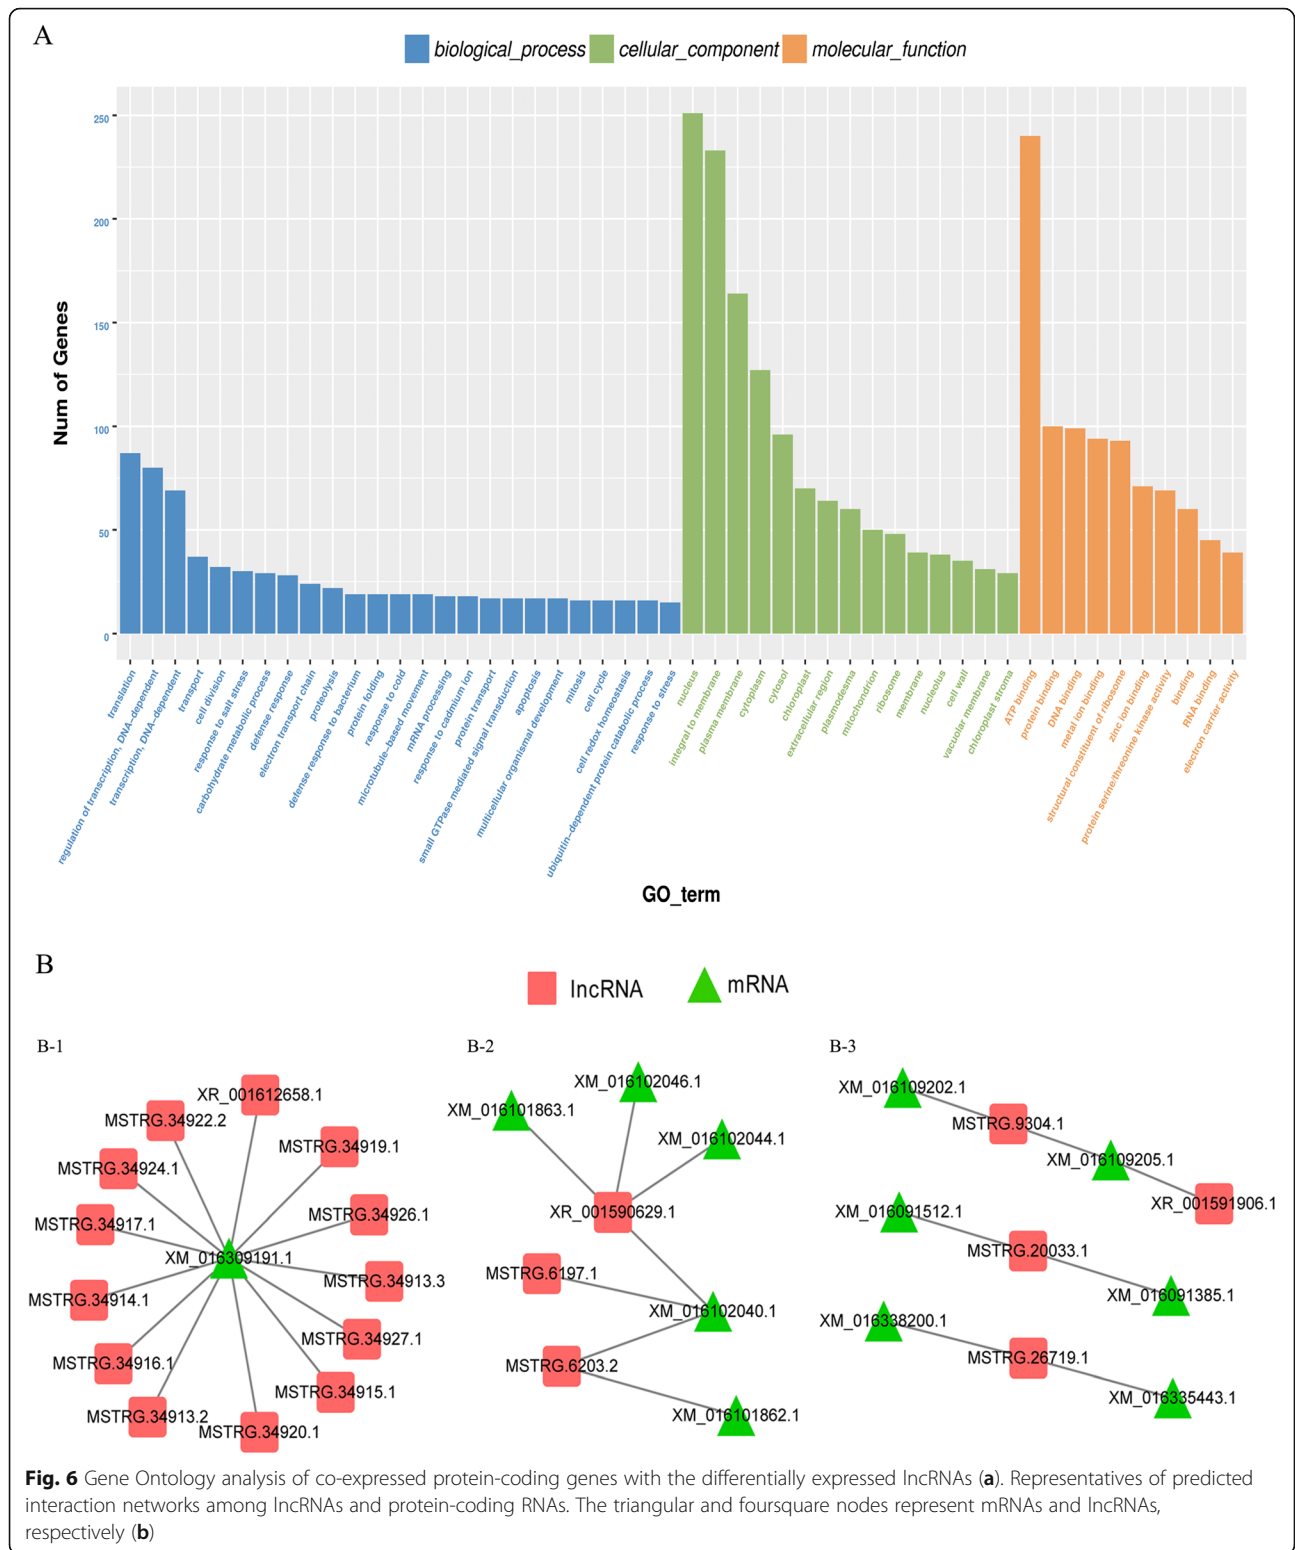 A
biological_process cellular_component molecular_function
250
200
150
100
50
0
Num of Genes
translation
regulation of transcription, DNA-dependent
transcription, DNA-dependent
transport
cell division
response to salt stress
carbohydrate metabolic process
defense response
electron transport chain
proteolysis
defense response to bacterium
protein folding
response to cold
microtubule-based movement
mRNA processing
response to cadmium ion
protein transport
small GTPase mediated signal transduction
apoptosis
multicellular organismal development
mitosis
cell cycle
cell redox homeostasis
ubiquitin-dependent protein catabolic process
response to stress
nucleus
integral to membrane
plasma membrane
cytoplasm
cytosol
chloroplast
extracellular region
plasmodesma
mitochondrion
ribosome
membrane
nucleolus
cell wall
vacuolar membrane
chloroplast stroma
ATP binding
protein binding
DNA binding
metal ion binding
structural constituent of ribosome
zinc ion binding
protein serine/threonine kinase activity
binding
RNA binding
electron carrier activity
GO_term
B
lncRNA mRNA
B-1
XR_001612658.1
MSTRG.34922.2
MSTRG.34919.1
MSTRG.34924.1
MSTRG.34926.1
MSTRG.34917.1
XM_016309191.1
MSTRG.34913.3
MSTRG.34914.1
MSTRG.34927.1
MSTRG.34916.1
MSTRG.34915.1
MSTRG.34913.2
MSTRG.34920.1
B-2
XM_016102046.1
XM_016101863.1
XM_016102044.1
XR_001590629.1
MSTRG.6197.1
XM_016102040.1
MSTRG.6203.2
XM_016101862.1
B-3
XM_016109202.1
MSTRG.9304.1
XM_016109205.1
XR_001591906.1
XM_016091512.1
MSTRG.20033.1
XM_016091385.1
XM_016338200.1
MSTRG.26719.1
XM_016335443.1
Fig. 6 Gene Ontology analysis of co-expressed protein-coding genes with the differentially expressed lncRNAs (a). Representatives of predicted
interaction networks among lncRNAs and protein-coding RNAs. The triangular and foursquare nodes represent mRNAs and lncRNAs,
respectively (b)